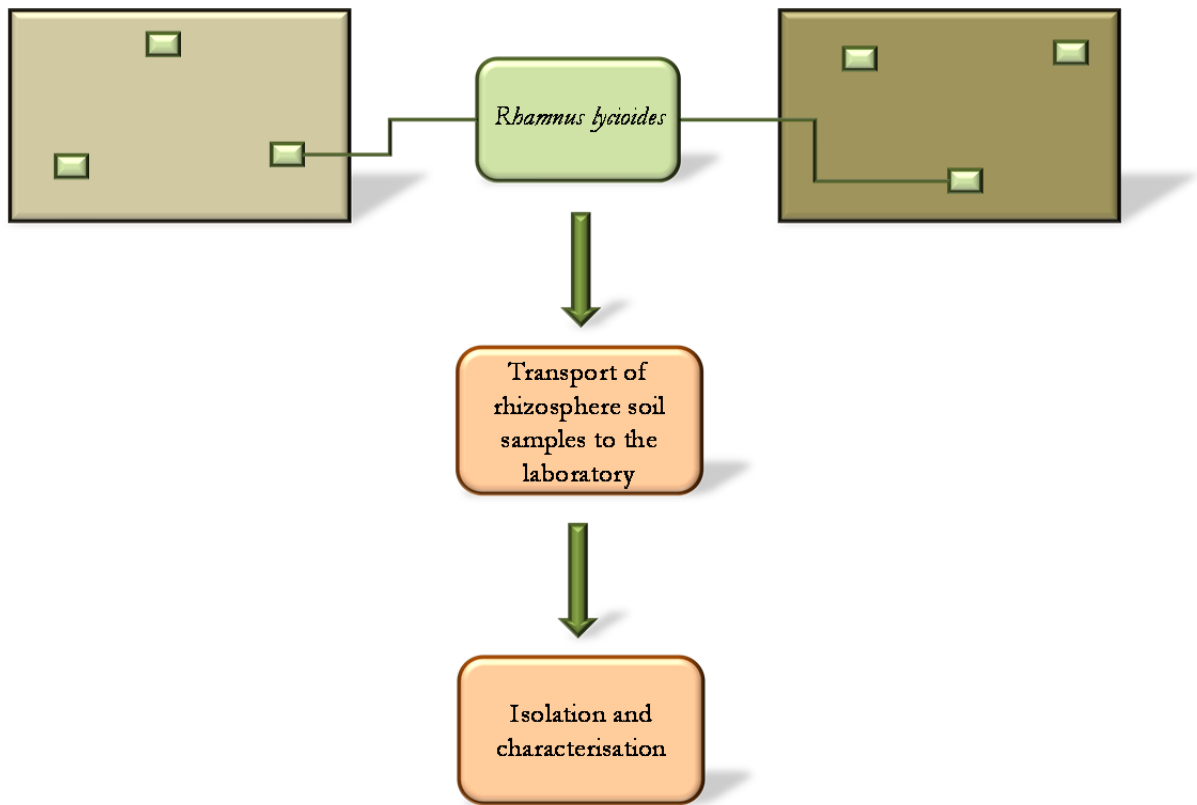 Rhamnus lycioides
Transport of
rhizosphere soil
samples to the
laboratory
Isolation and
characterisation